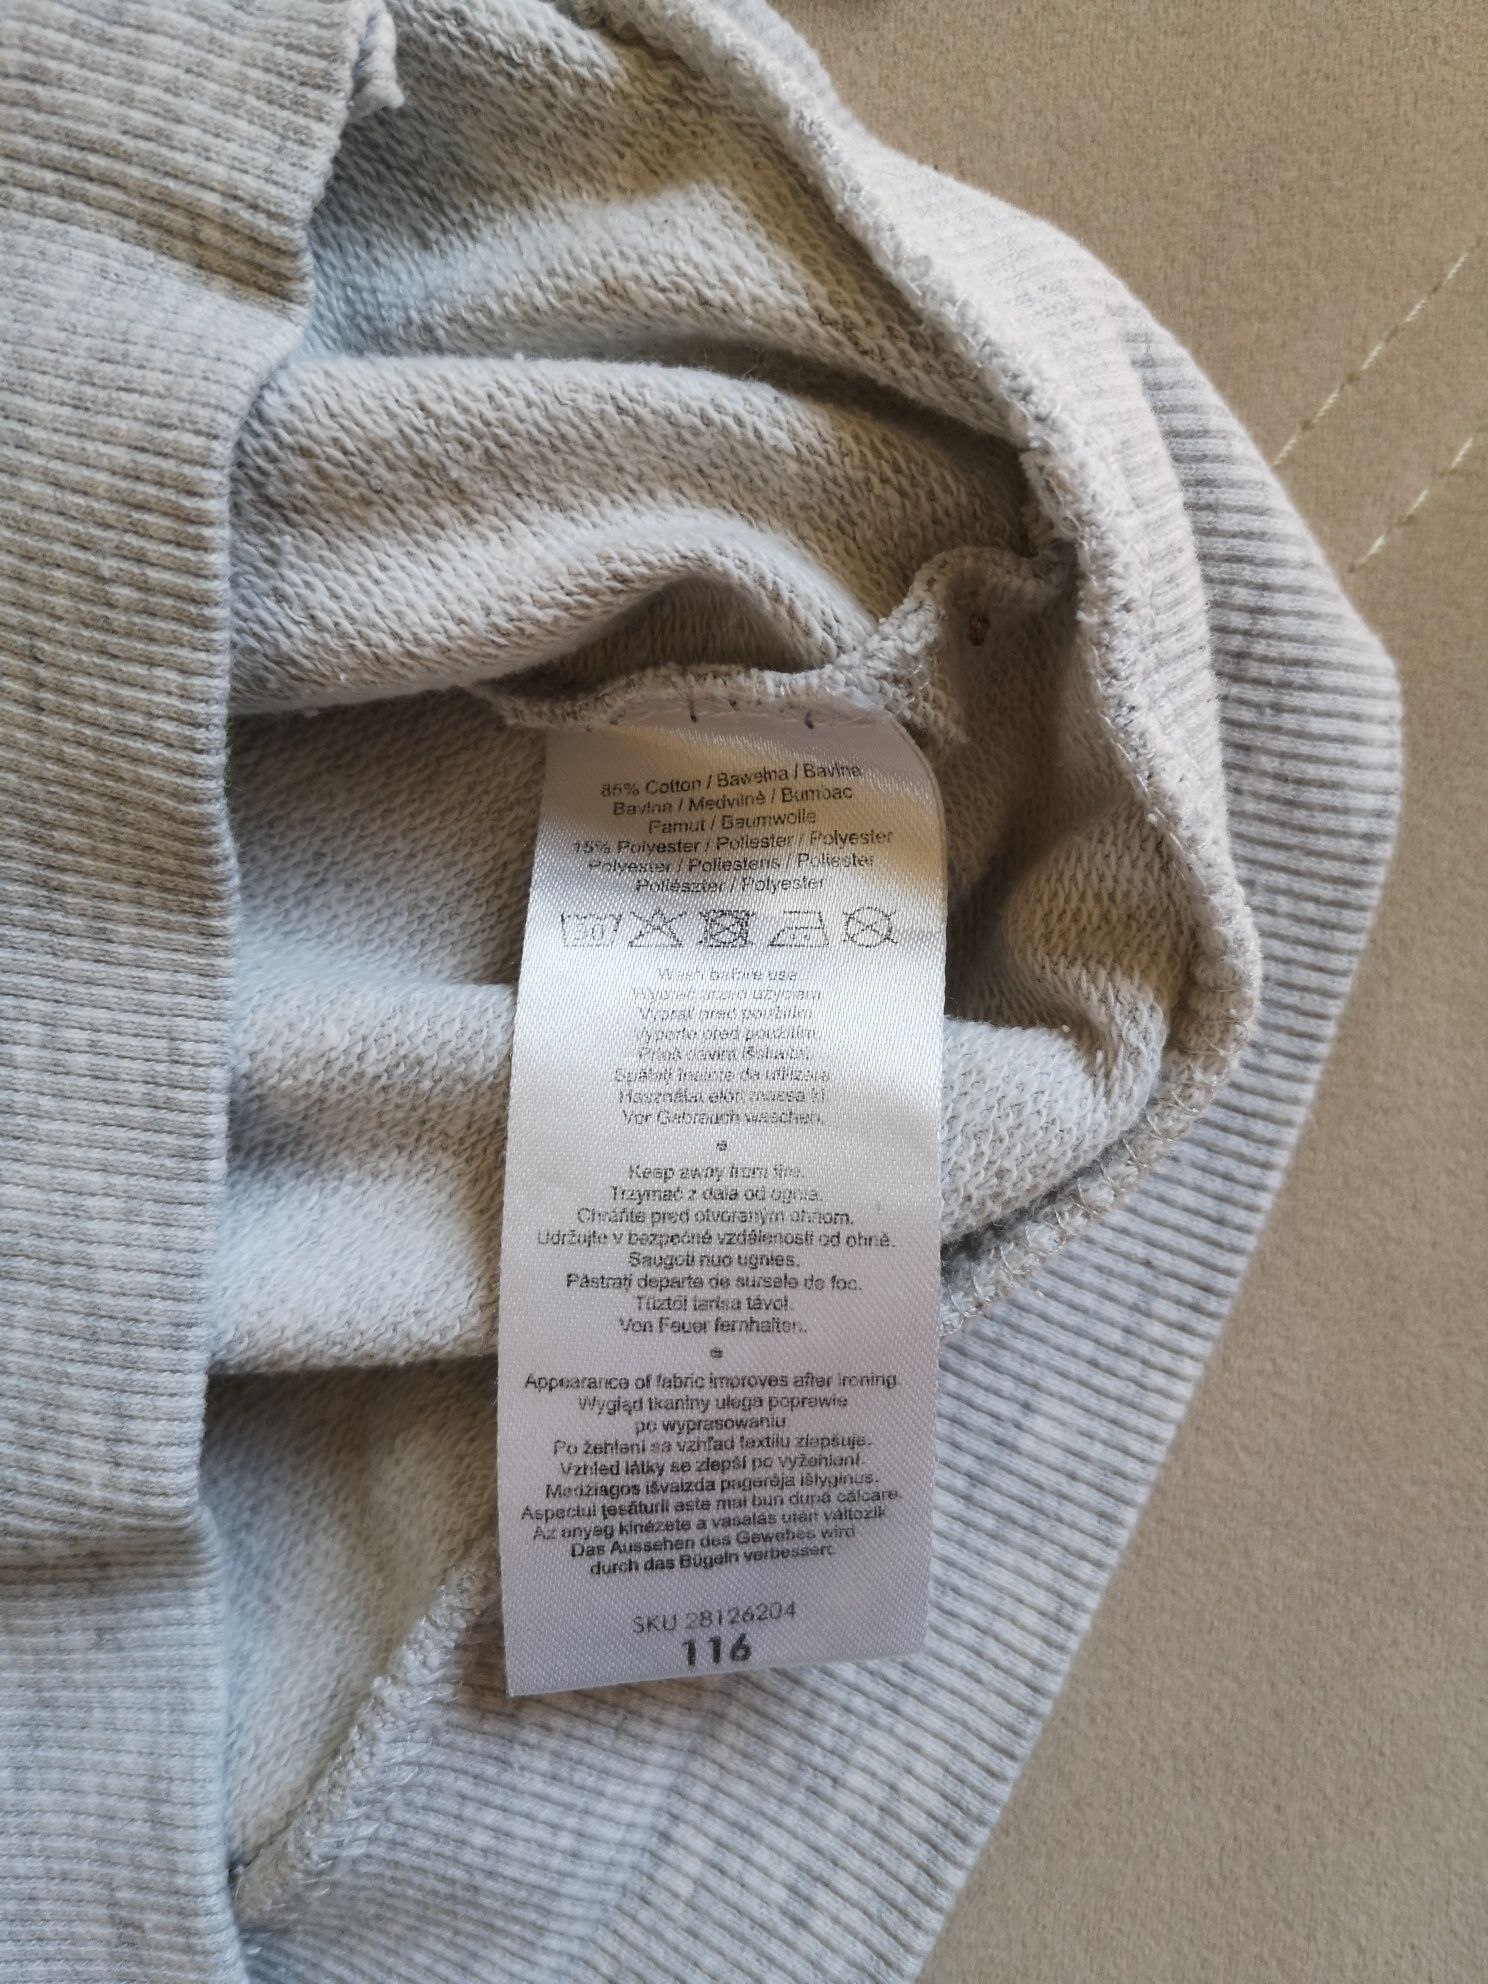 85% Cotton / Bawełna / Bavlna
Bavlna / Medvilnė / Bumbac
Pamut / Baumwolle
15% Polyester / Poliester / Polyester
Polyester / Poliesteris / Poliester
Poliészter / Polyester
30
Wash before use.
Wyprać przed użyciem.
Vyprat před použitím.
Vyperte pred použitím.
Prieš dėvint išskalbti.
Spălați înainte de utilizare.
Használat előtt mossa ki.
Vor Gebrauch waschen.
Keep away from fire.
Trzymać z dala od ognia.
Chráňte pred otvoreným ohňom.
Udržujte v bezpečné vzdálenosti od ohně.
Saugoti nuo ugnies.
Păstrați departe de sursele de foc.
Tűztől tartsa távol.
Von Feuer fernhalten.
Appearance of fabric improves after ironing.
Wygląd tkaniny ulega poprawie
po wyprasowaniu
Po žehlení sa vzhľad textilu zlepšuje.
Vzhled látky se zlepší po vyžehlení.
Medžiagos išvaizda pagerėja išlyginus.
Aspectul țesăturii este mai bun după călcare.
Az anyag kinézete a vasalás után változik
Das Aussehen des Gewebes wird
durch das Bügeln verbessert.
SKU 28126204
116